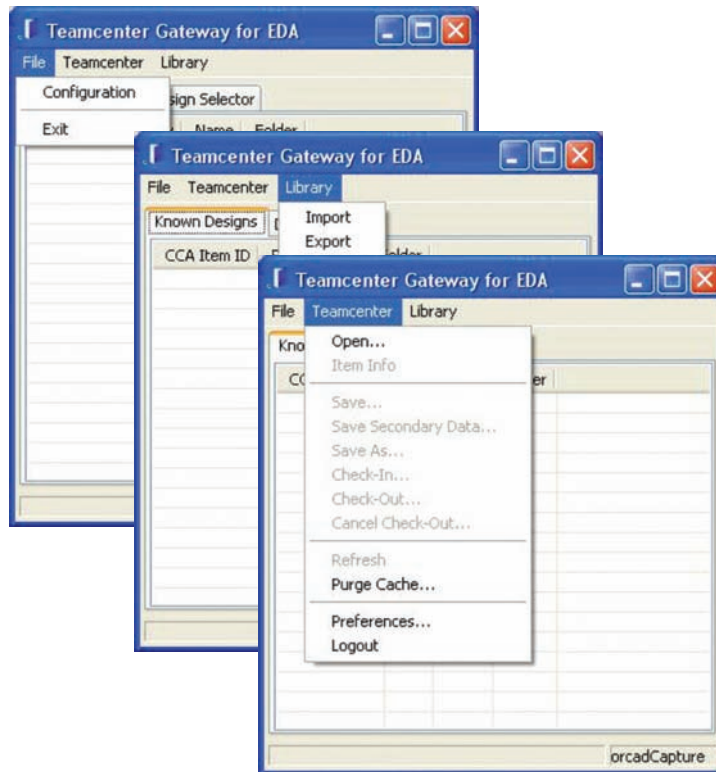 Teamcenter Gateway for EDA
File Teamcenter Library
Configuration
sign Selector
Exit
Name Folder
Teamcenter Gateway for EDA
File Teamcenter Library
Known Designs
Import
Export
CCA Item ID
Teamcenter Gateway for EDA
File Teamcenter Library
Kno
Open...
Item Info
CC
er
Save...
Save Secondary Data...
Save As...
Check-In...
Check-Out...
Cancel Check-Out...
Refresh
Purge Cache...
Preferences...
Logout
orcadCapture